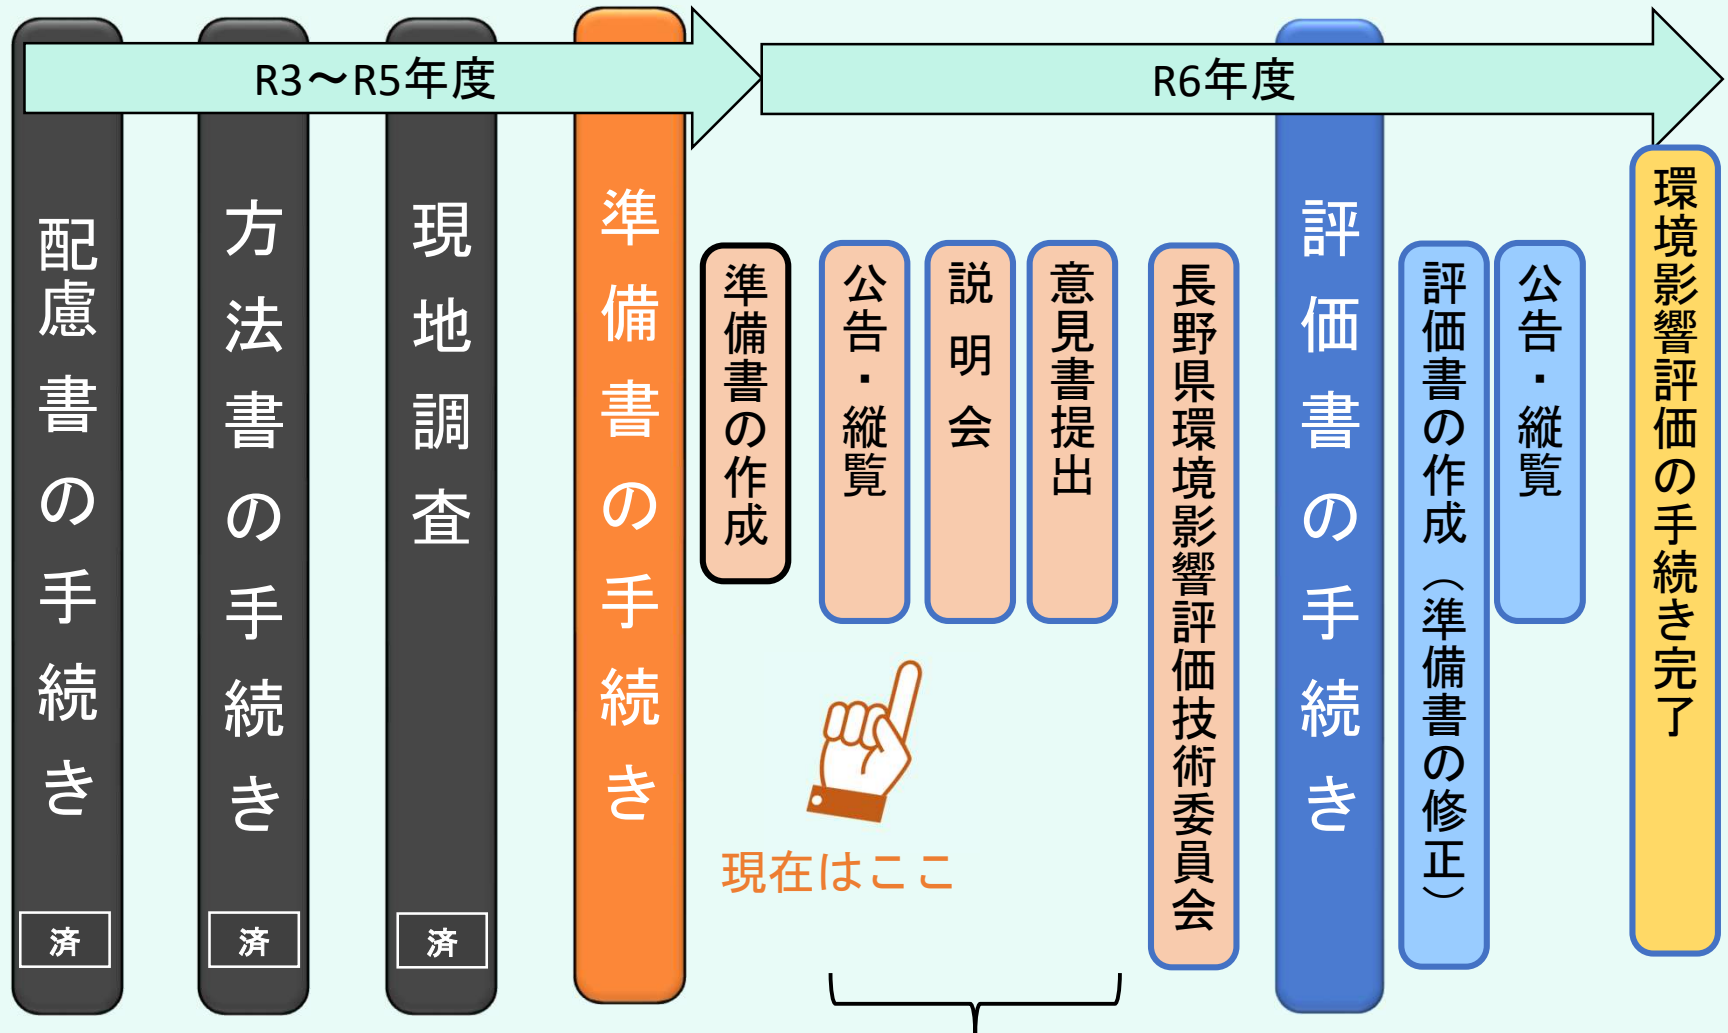 R3～R5年度
R6年度
配慮書の手続き
済
方法書の手続き
済
現地調査
済
準備書の手続き
準備書の作成
公告・縦覧
説明会
意見書提出
長野県環境影響評価技術委員会
評価書の手続き
評価書の作成（準備書の修正）
公告・縦覧
環境影響評価の手続き完了
現在はここ